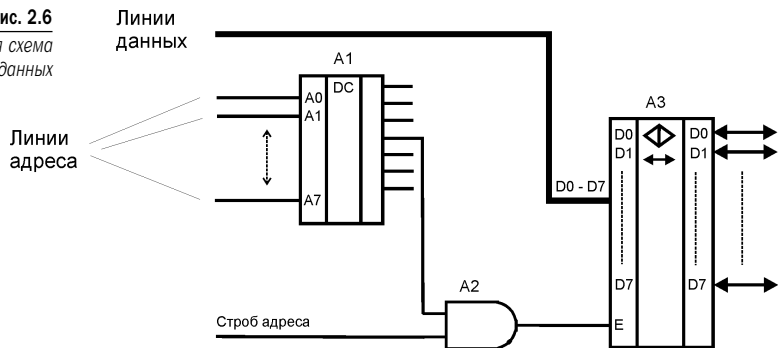 ис. 2.6
схема
данных
Линии
данных
A1
DC
A0
A1
A7
Линии
адреса
A3
D0 D0
D1 D1
D0 - D7
D7 D7
E
A2
Строб адреса